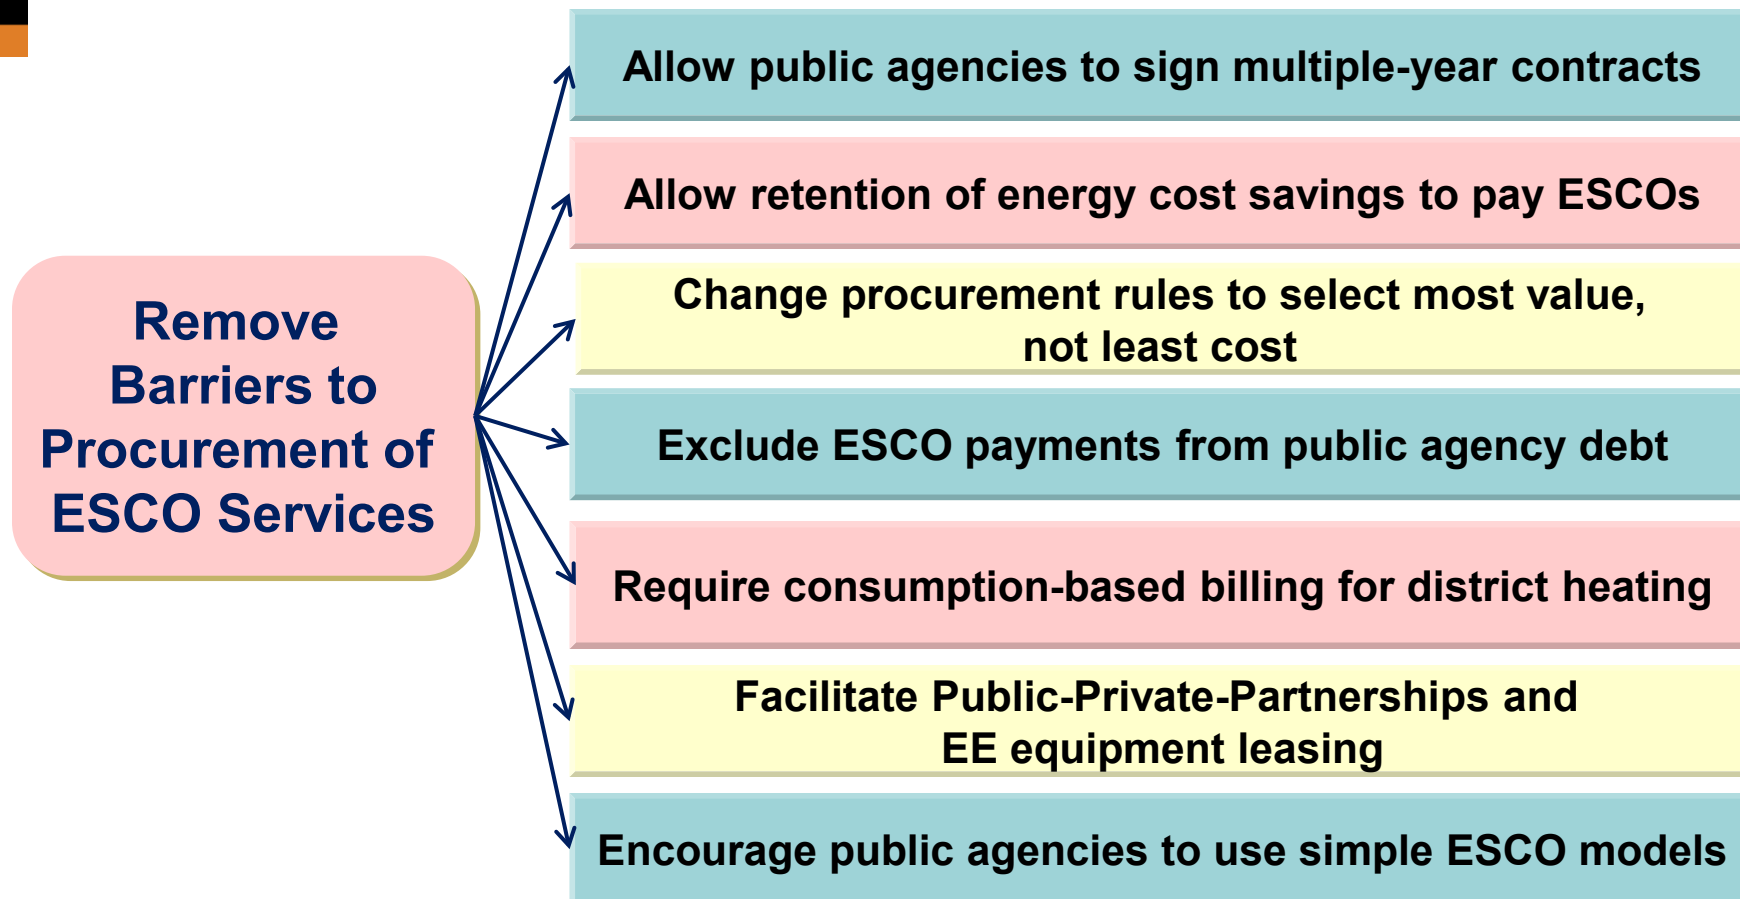 Remove
Barriers to
Procurement of
ESCO Services
Allow public agencies to sign multiple-year contracts
Allow retention of energy cost savings to pay ESCOs
Change procurement rules to select most value,
not least cost
Exclude ESCO payments from public agency debt
Require consumption-based billing for district heating
Facilitate Public-Private-Partnerships and
EE equipment leasing
Encourage public agencies to use simple ESCO models